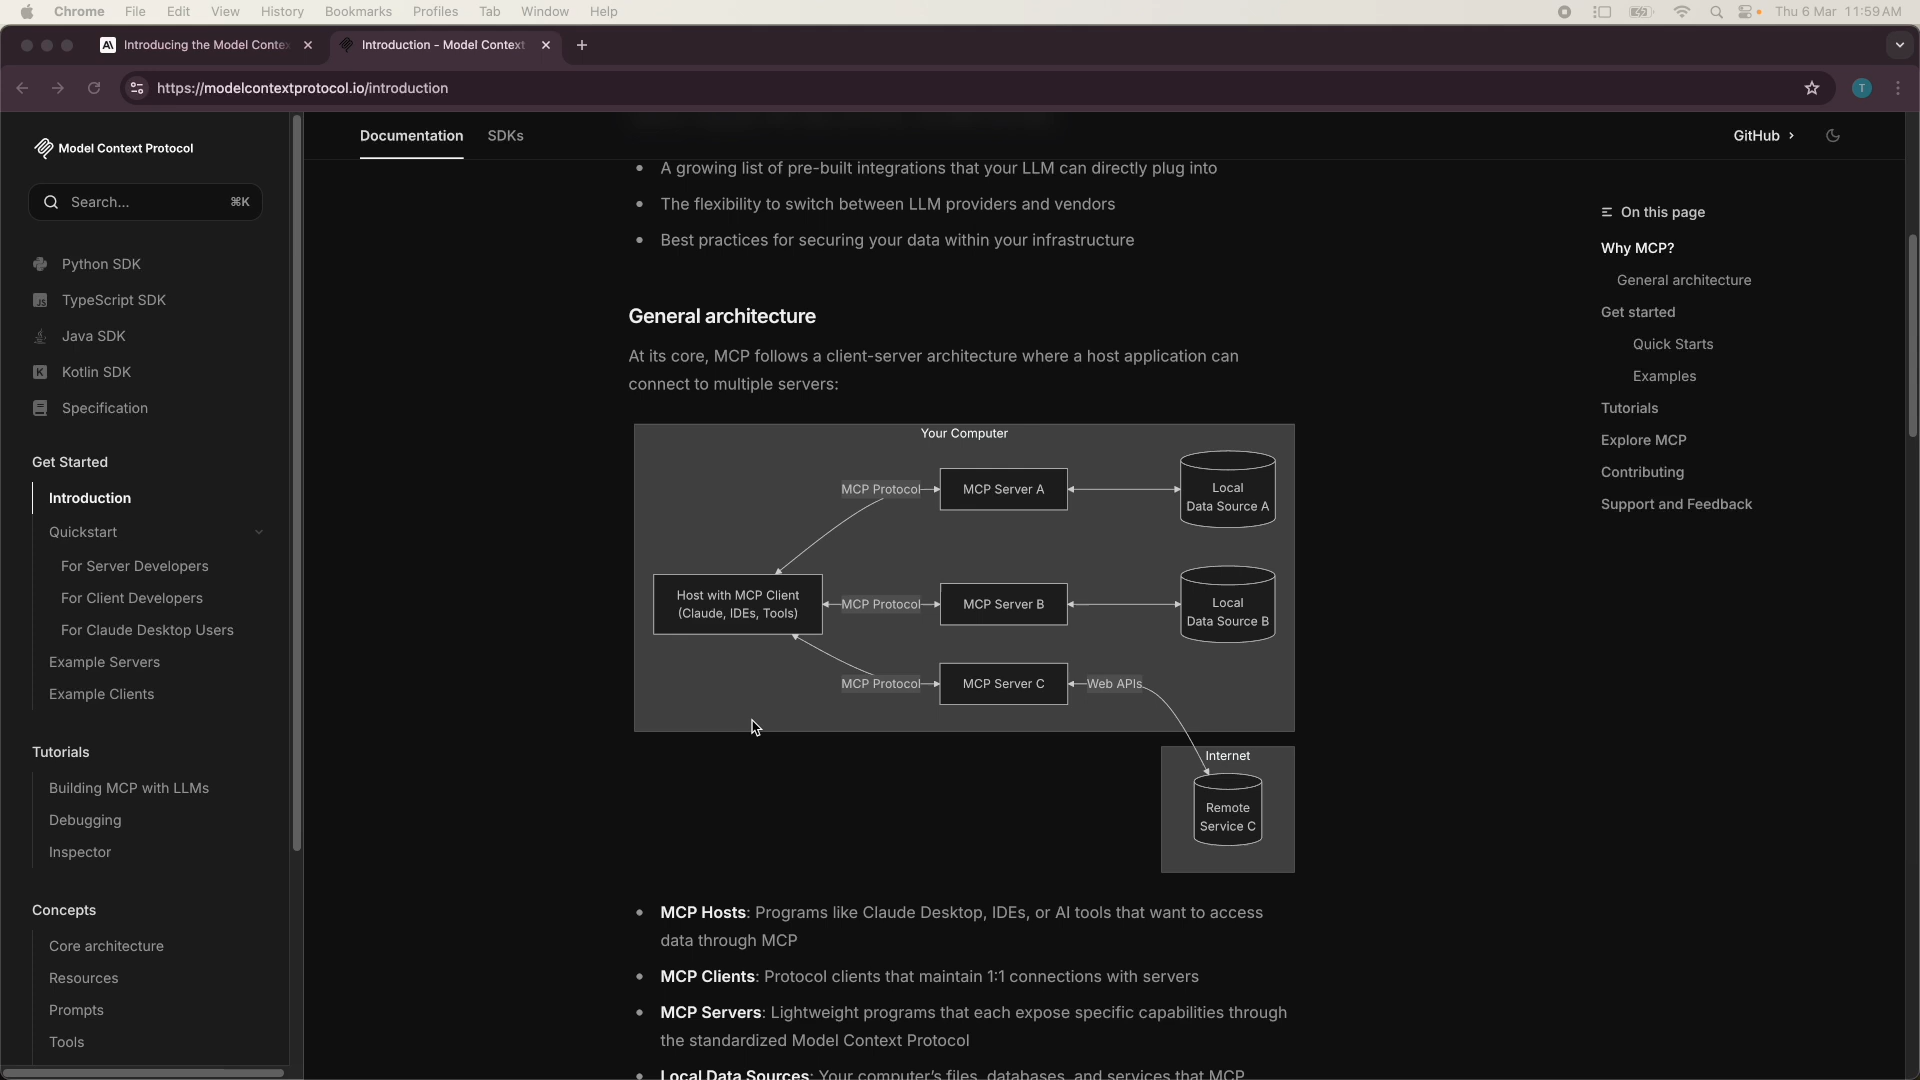 Chrome File Edit View History Bookmarks Profiles Tab Window Help Thu 6 Mar 11:59 AM
Introducing the Model Conte
Introduction - Model Context
https://modelcontextprotocol.io/introduction
T
Model Context Protocol
Search...
⌘K
Python SDK
TypeScript SDK
Java SDK
Kotlin SDK
Specification
Get Started
Introduction
Quickstart
For Server Developers
For Client Developers
For Claude Desktop Users
Example Servers
Example Clients
Tutorials
Building MCP with LLMs
Debugging
Inspector
Concepts
Core architecture
Resources
Prompts
Tools
Documentation SDKs
GitHub
• A growing list of pre-built integrations that your LLM can directly plug into
• The flexibility to switch between LLM providers and vendors
• Best practices for securing your data within your infrastructure
General architecture
At its core, MCP follows a client-server architecture where a host application can
connect to multiple servers:
Your Computer
MCP Protocol
MCP Server A
Local
Data Source A
Host with MCP Client
(Claude, IDEs, Tools)
MCP Protocol
MCP Server B
Local
Data Source B
MCP Protocol
MCP Server C
Web APIs
Internet
Remote
Service C
• MCP Hosts: Programs like Claude Desktop, IDEs, or AI tools that want to access
data through MCP
• MCP Clients: Protocol clients that maintain 1:1 connections with servers
• MCP Servers: Lightweight programs that each expose specific capabilities through
the standardized Model Context Protocol
• Local Data Sources: Your computer's files, databases, and services that MCP
On this page
Why MCP?
General architecture
Get started
Quick Starts
Examples
Tutorials
Explore MCP
Contributing
Support and Feedback